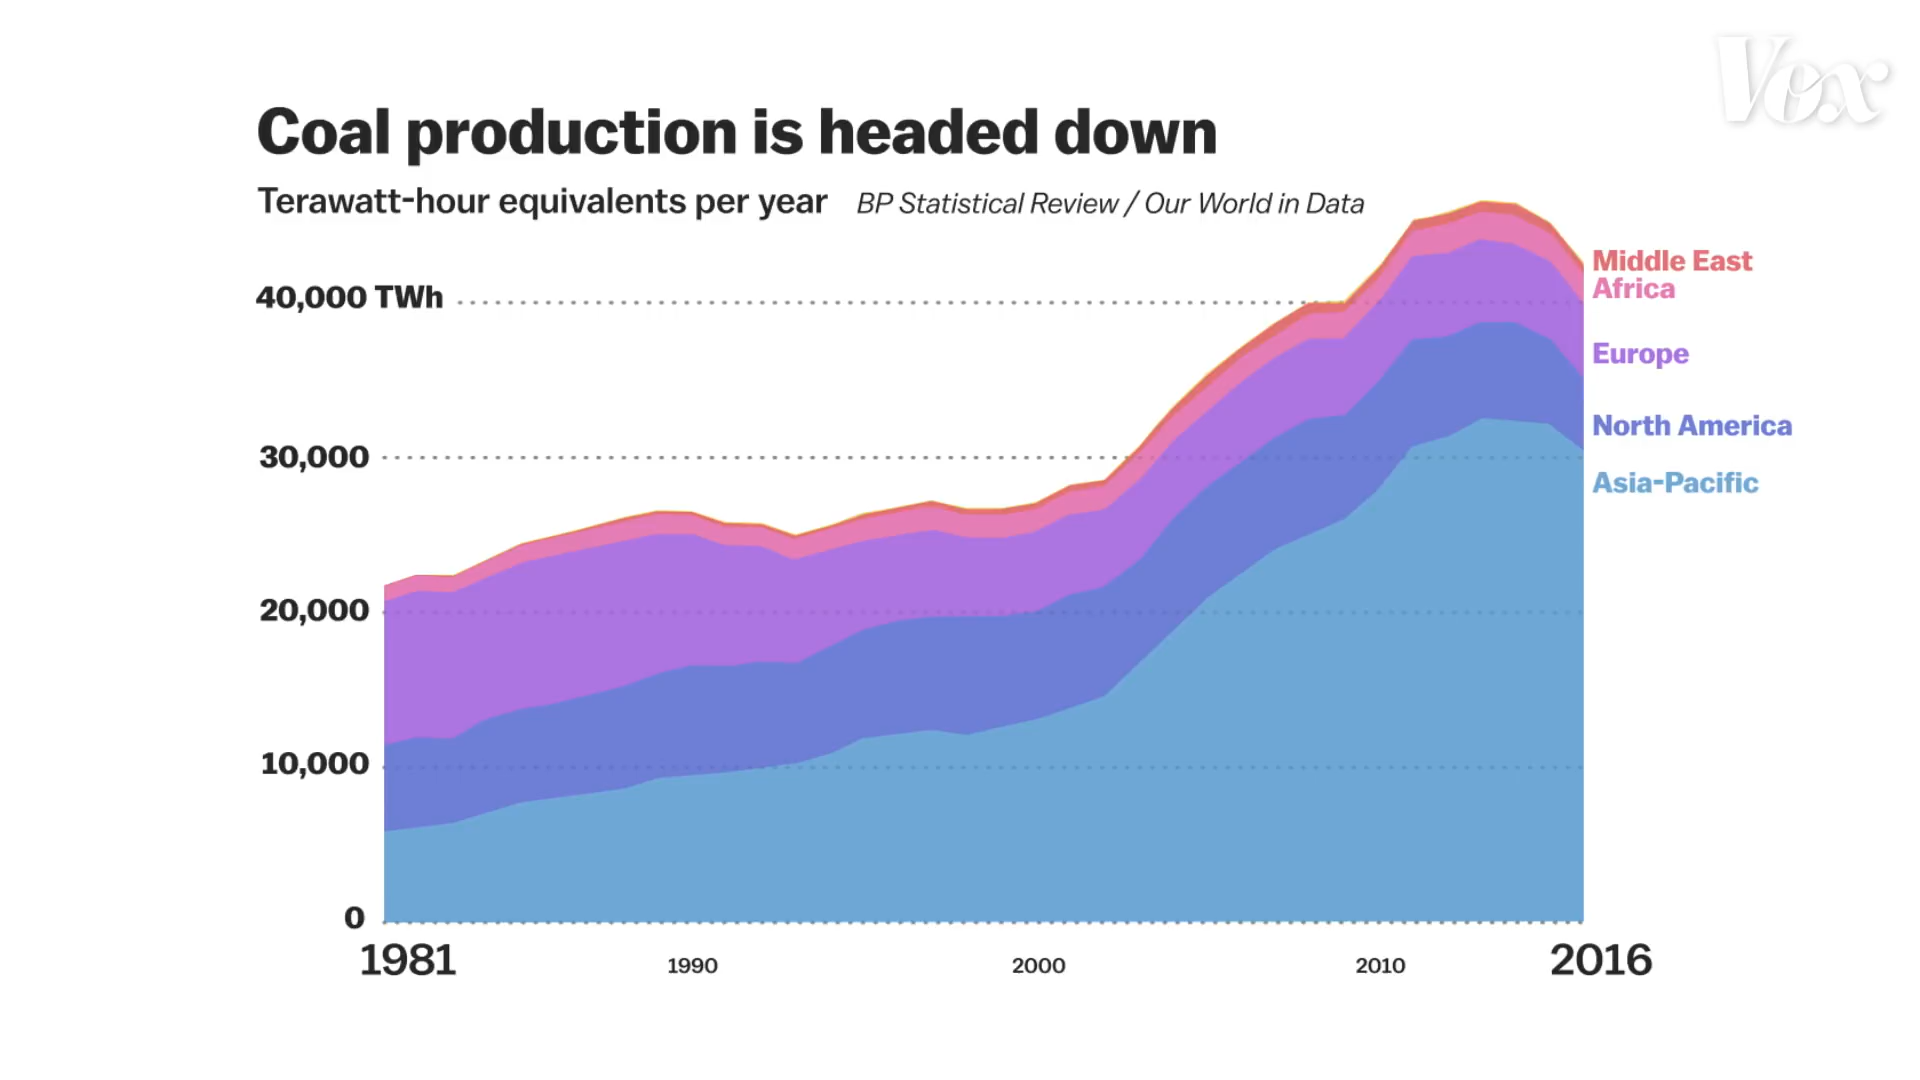 Vox
Coal production is headed down
Terawatt-hour equivalents per year BP Statistical Review / Our World in Data
Middle East
Africa
40,000 TWh
Europe
North America
30,000
Asia-Pacific
20,000
10,000
0
1981 1990 2000 2010 2016